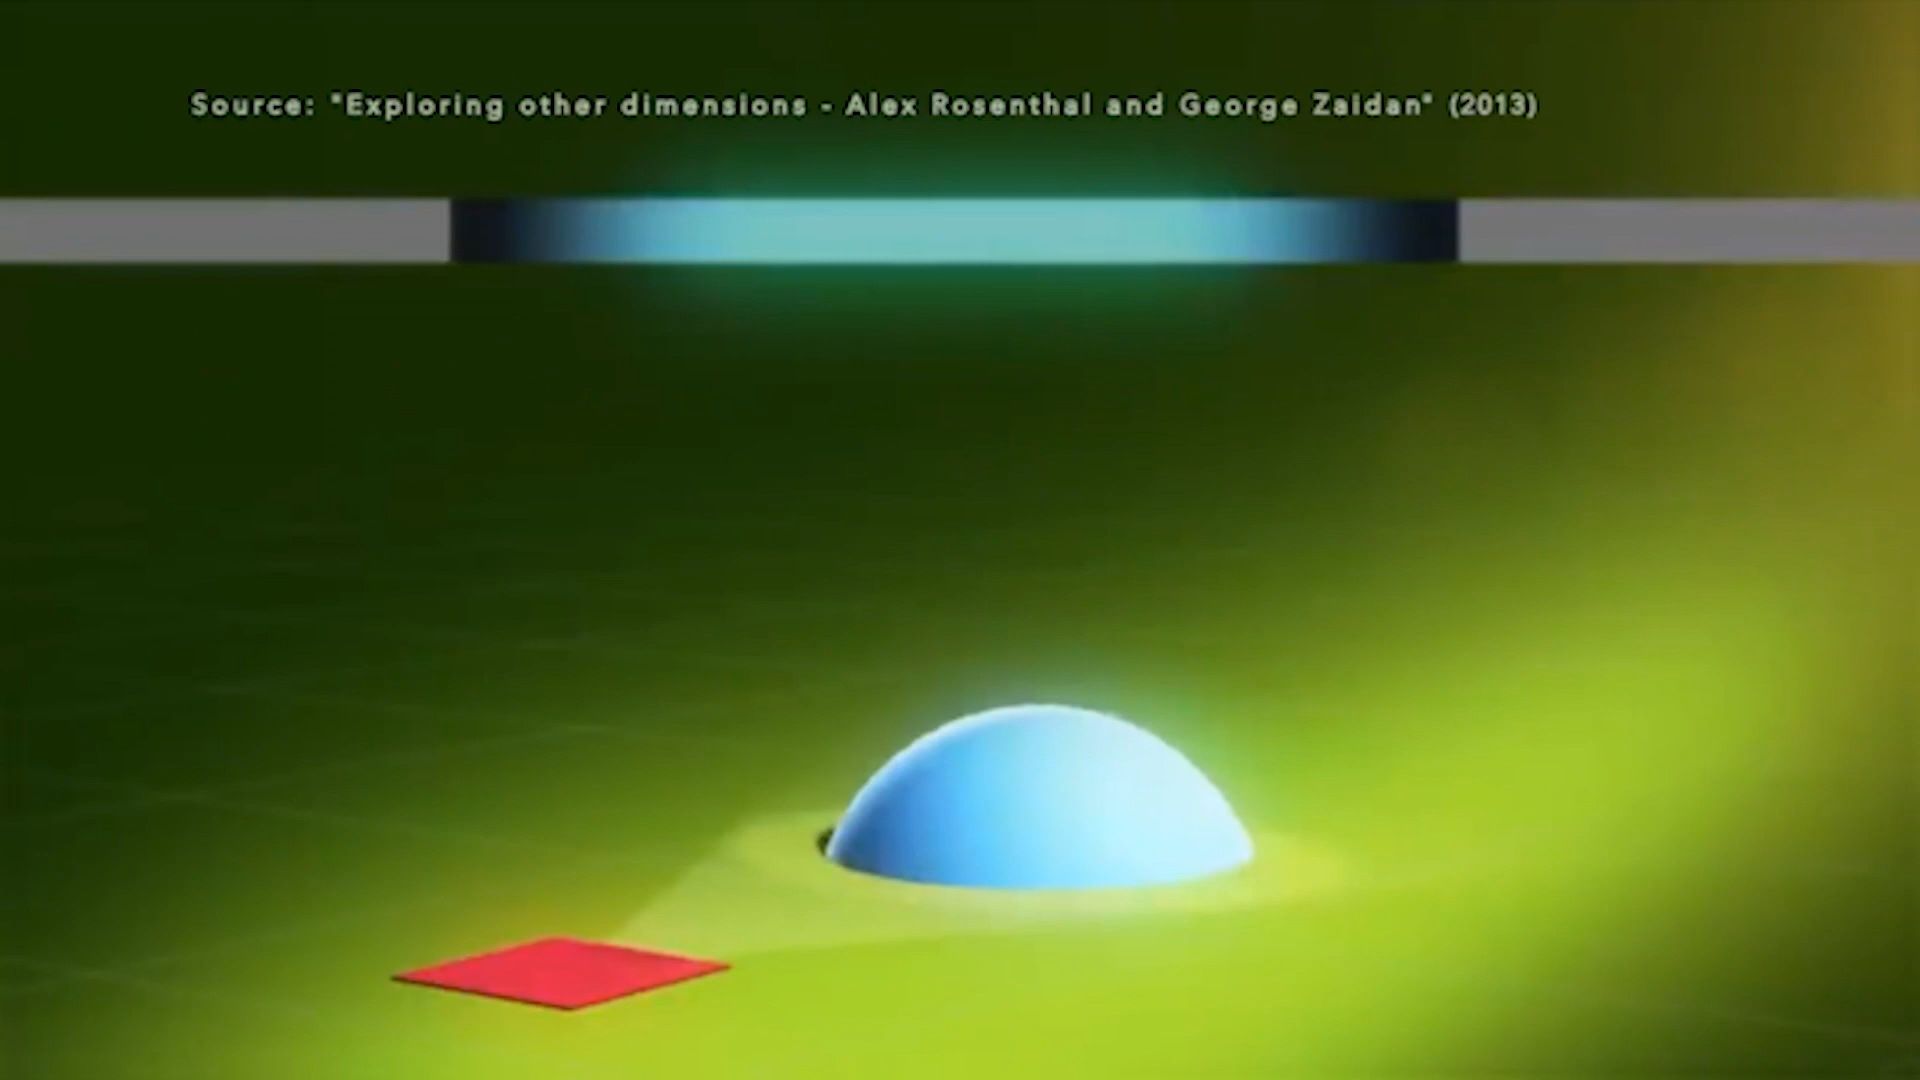 Source: "Exploring other dimensions - Alex Rosenthal and George Zaidan" (2013)